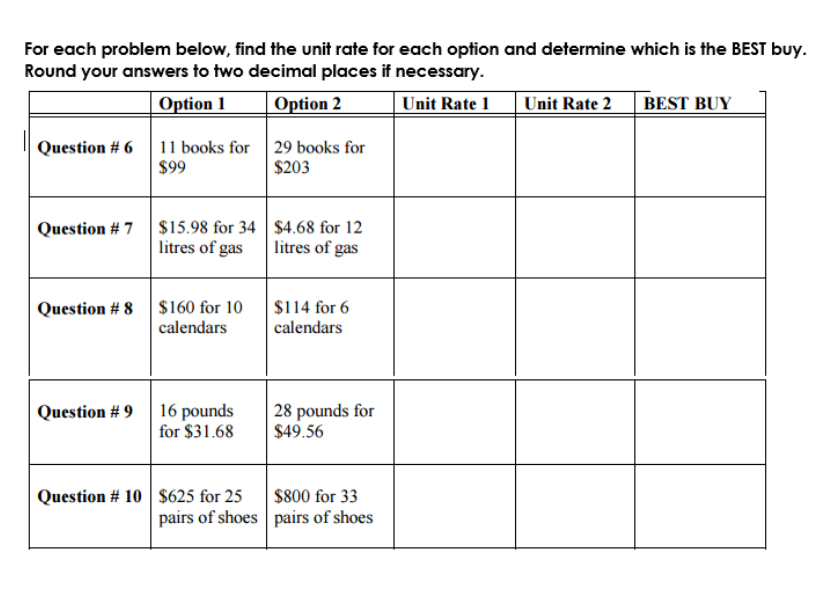 For each problem below, find the unit rate for each option and determine which is the BEST buy.
Round your answers to two decimal places if necessary.
Option 1 Option 2 Unit Rate 1 Unit Rate 2 BEST BUY
Question # 6 11 books for 29 books for
$99 $203
Question # 7 $15.98 for 34 $4.68 for 12
litres of gas litres of gas
Question # 8 $160 for 10 $114 for 6
calendars calendars
Question # 9 16 pounds 28 pounds for
for $31.68 $49.56
Question # 10 $625 for 25 $800 for 33
pairs of shoes pairs of shoes